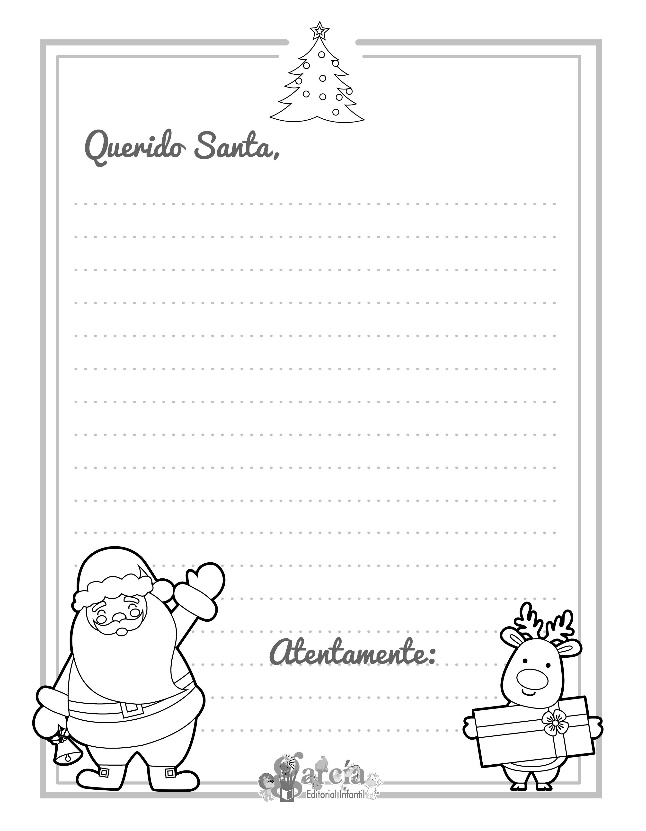 Querido Santa,
Atentamente:
García
Editorial Infantil